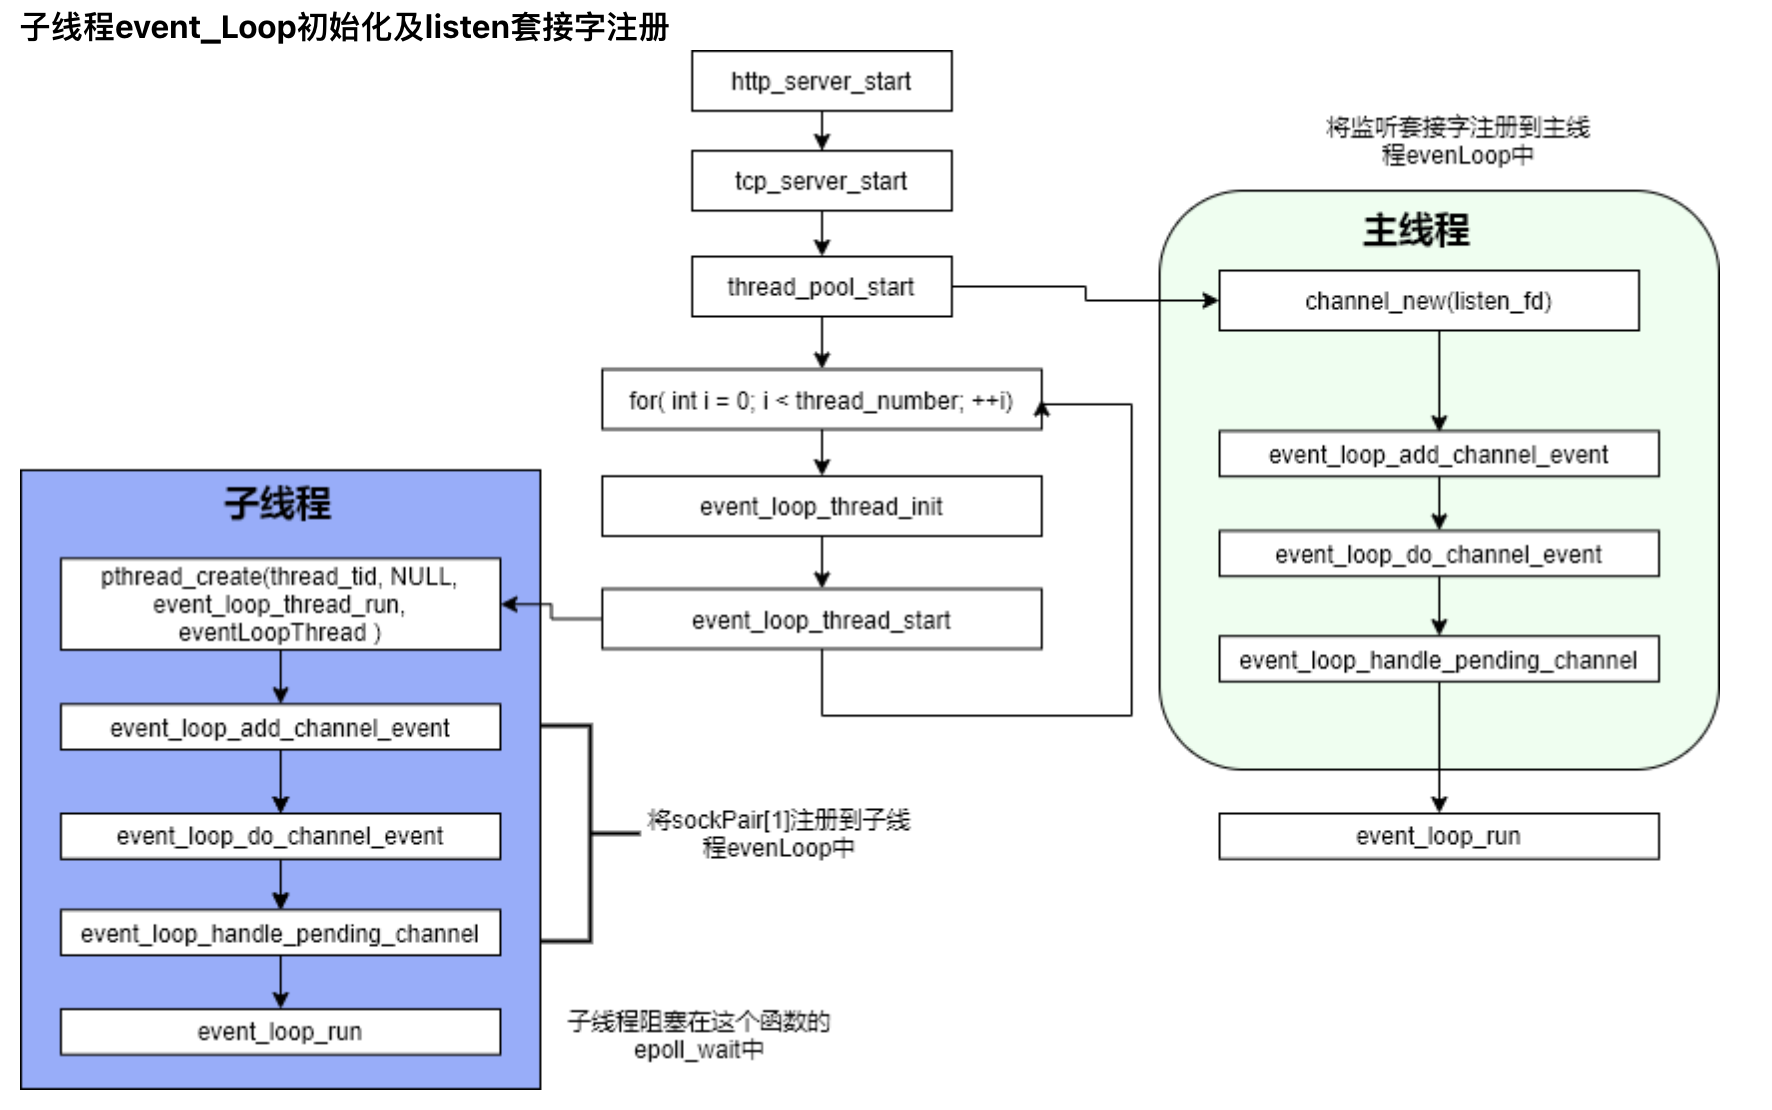 子线程event_Loop初始化及listen套接字注册
http_server_start
tcp_server_start
thread_pool_start
for( int i = 0; i < thread_number; ++i)
event_loop_thread_init
event_loop_thread_start
子线程
pthread_create(thread_tid, NULL,
event_loop_thread_run,
eventLoopThread )
event_loop_add_channel_event
event_loop_do_channel_event
event_loop_handle_pending_channel
event_loop_run
将sockPair[1]注册到子线
程evenLoop中
子线程阻塞在这个函数的
epoll_wait中
将监听套接字注册到主线
程evenLoop中
主线程
channel_new(listen_fd)
event_loop_add_channel_event
event_loop_do_channel_event
event_loop_handle_pending_channel
event_loop_run